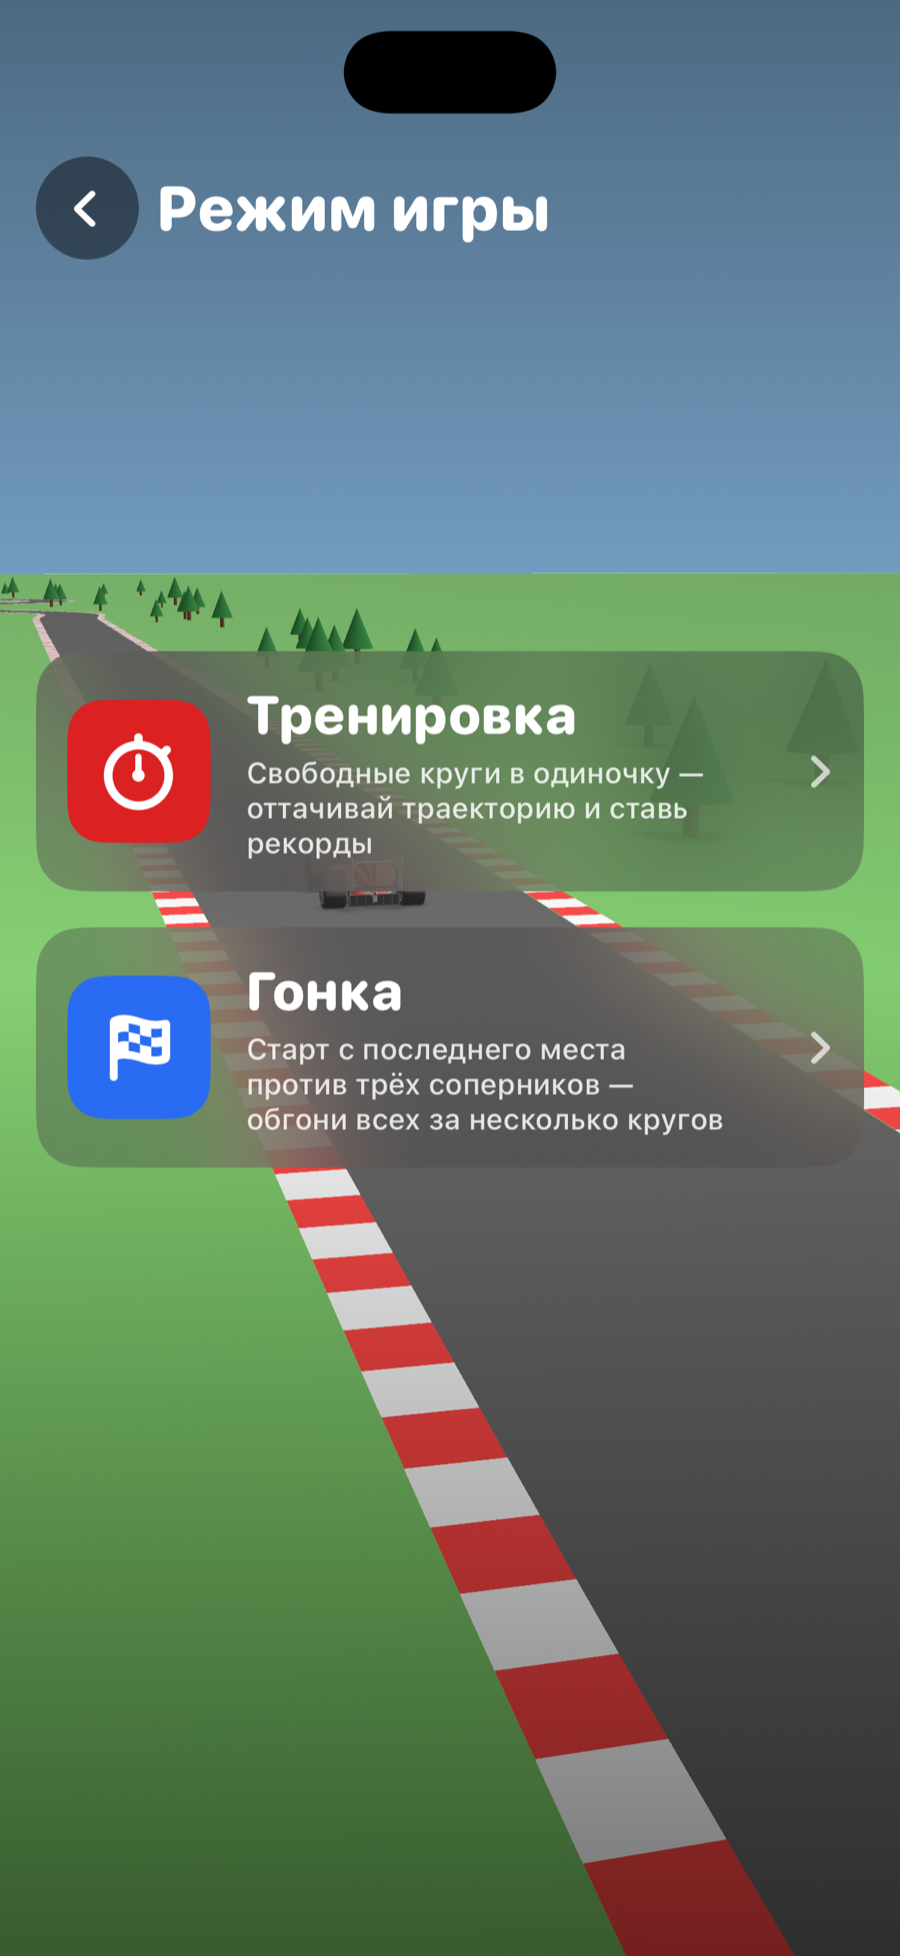 Режим игры
Тренировка
Свободные круги в одиночку —
оттачивай траекторию и ставь
рекорды
Гонка
Старт с последнего места
против трёх соперников —
обгони всех за несколько кругов